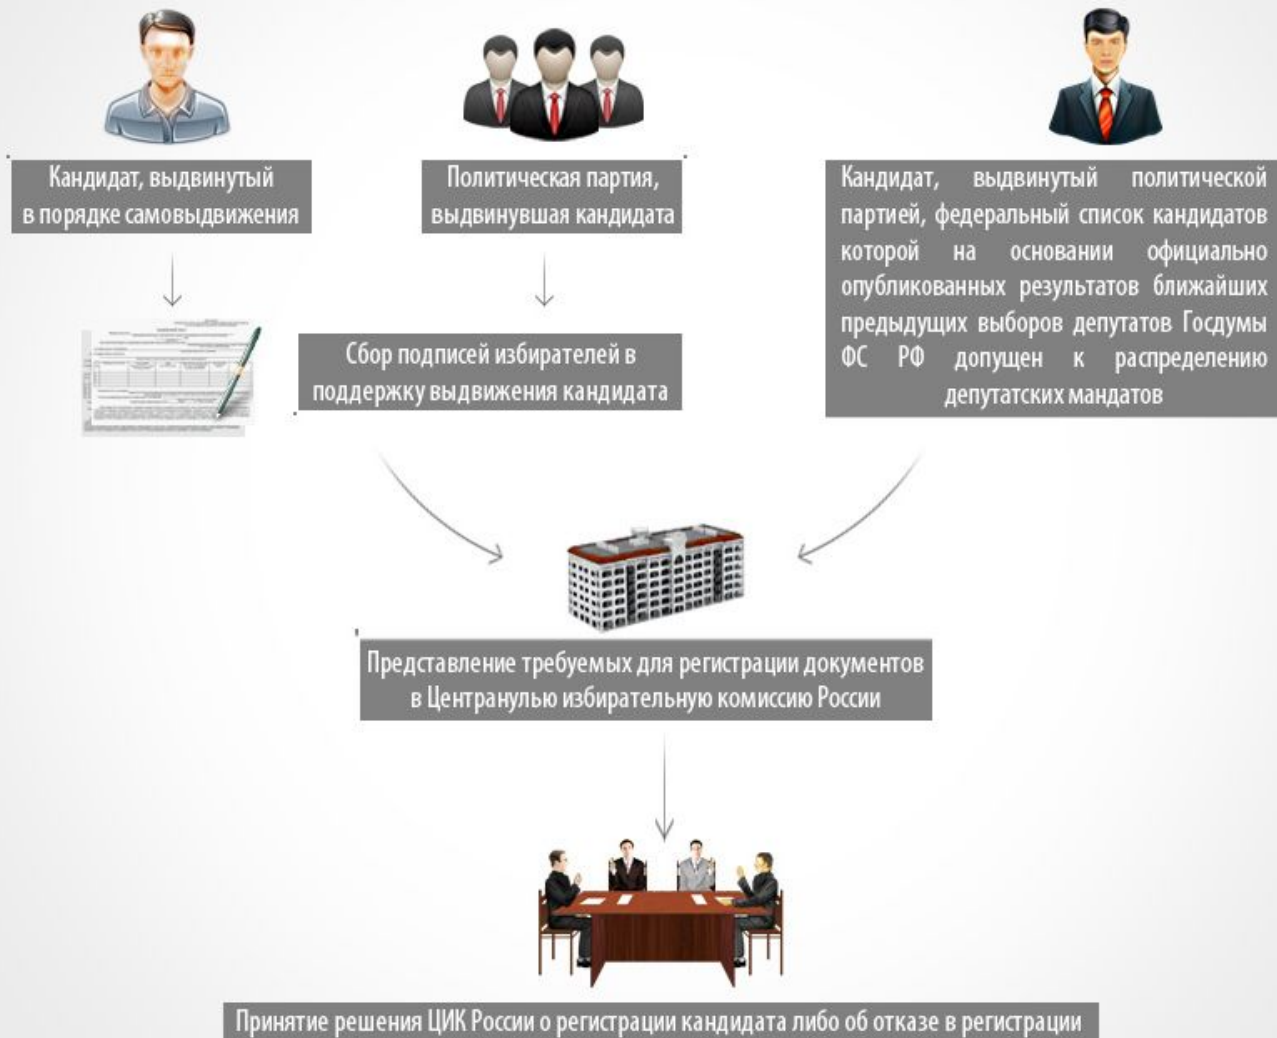 Кандидат, выдвинутый
в порядке самовыдвижения
Политическая партия,
выдвинувшая кандидата
Кандидат, выдвинутый политической
партией, федеральный список кандидатов
которой на основании официально
опубликованных результатов ближайших
предыдущих выборов депутатов Госдумы
ФС РФ допущен к распределению
депутатских мандатов
Сбор подписей избирателей в
поддержку выдвижения кандидата
Представление требуемых для регистрации документов
в Центранулью избирательную комиссию России
Принятие решения ЦИК России о регистрации кандидата либо об отказе в регистрации